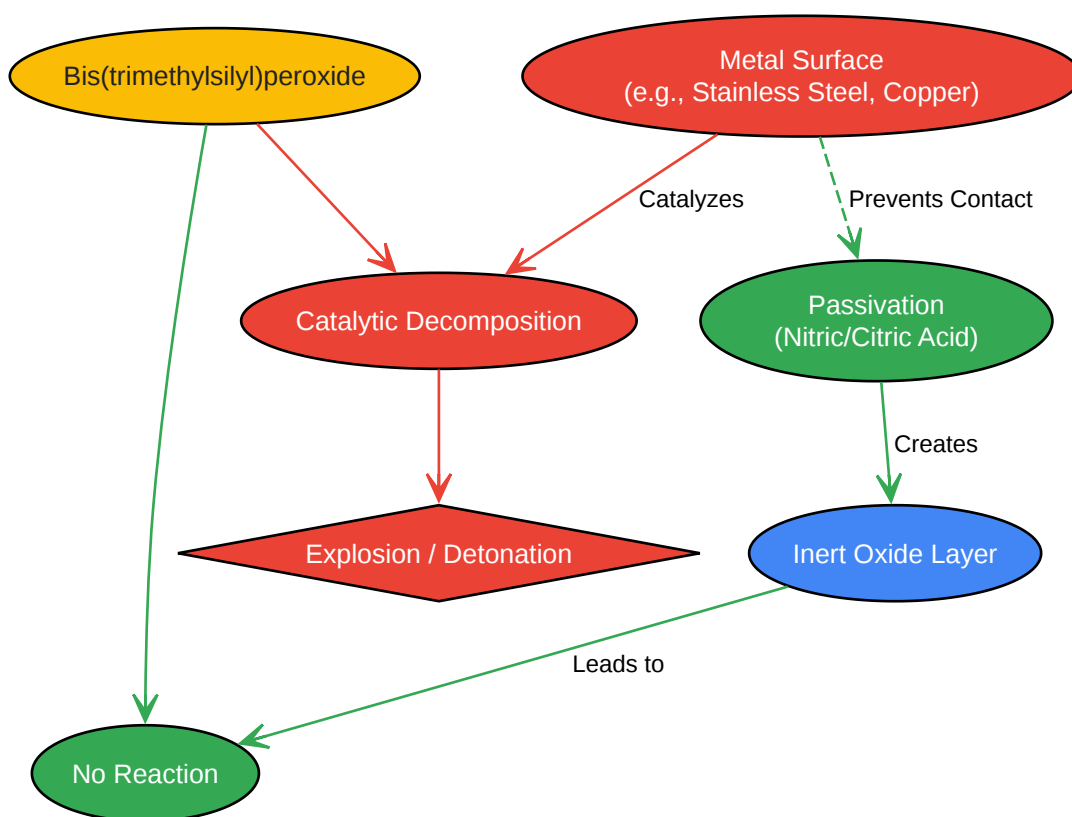 Bis(trimethylsilyl)peroxide
Metal Surface
(e.g., Stainless Steel, Copper)
Catalyzes
Prevents Contact
Catalytic Decomposition
Passivation
(Nitric/Citric Acid)
Creates
Explosion / Detonation
Inert Oxide Layer
Leads to
No Reaction